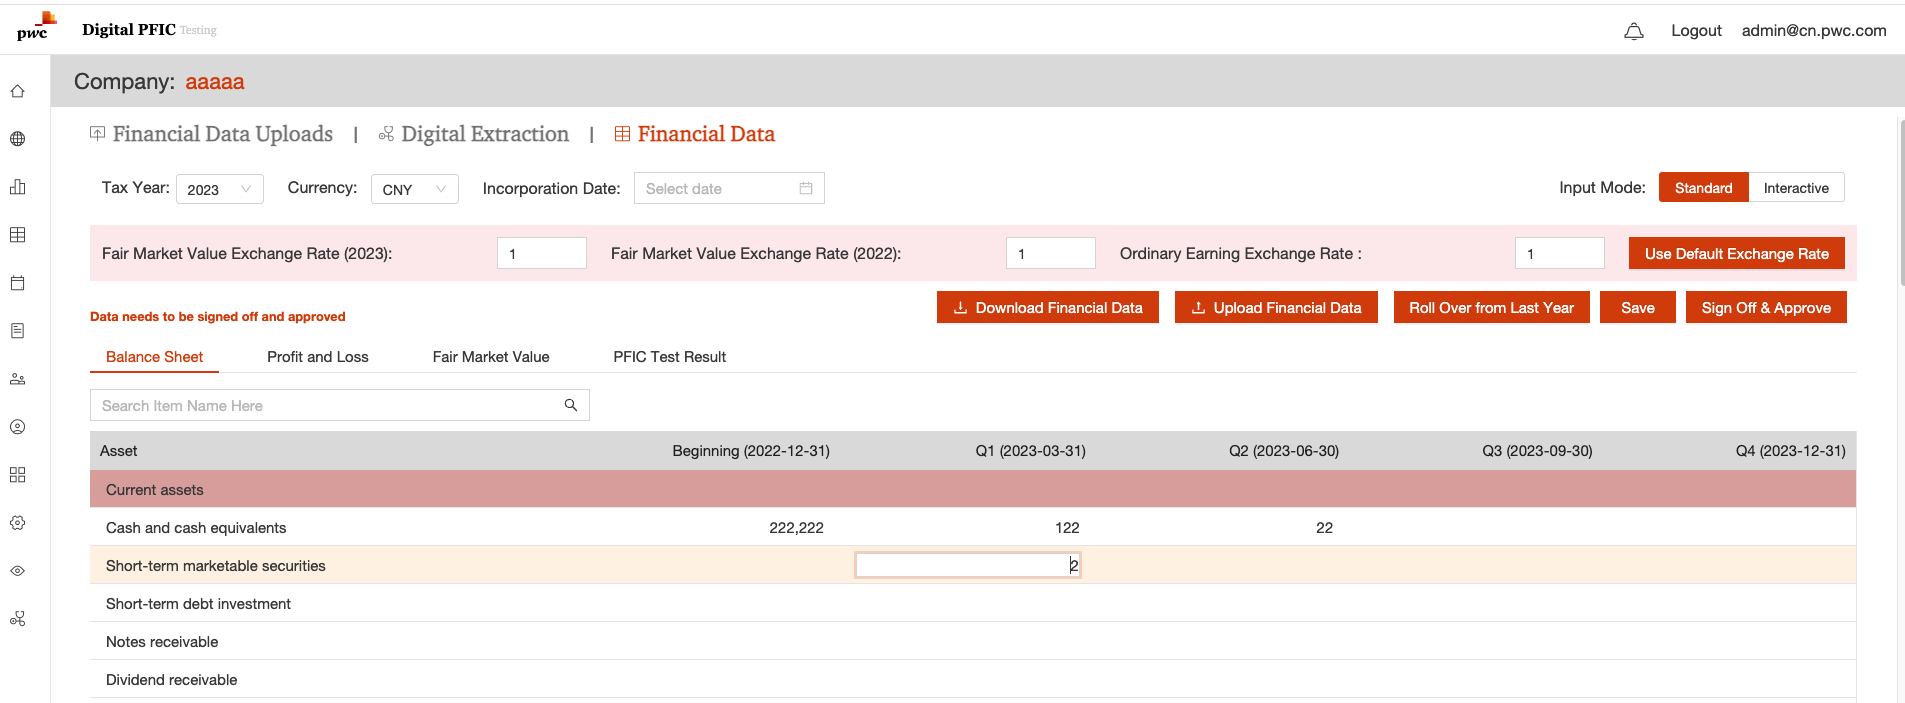 pwc
Digital PFIC Testing
Logout admin@cn.pwc.com
Company: aaaaa
Financial Data Uploads | Digital Extraction | Financial Data
Tax Year: 2023 Currency: CNY Incorporation Date: Select date Input Mode: Standard Interactive
Fair Market Value Exchange Rate (2023): 1 Fair Market Value Exchange Rate (2022): 1 Ordinary Earning Exchange Rate : 1 Use Default Exchange Rate
Data needs to be signed off and approved Download Financial Data Upload Financial Data Roll Over from Last Year Save Sign Off & Approve
Balance Sheet Profit and Loss Fair Market Value PFIC Test Result
Search Item Name Here
Asset Beginning (2022-12-31) Q1 (2023-03-31) Q2 (2023-06-30) Q3 (2023-09-30) Q4 (2023-12-31)
Current assets
Cash and cash equivalents 222,222 122 22
Short-term marketable securities 2
Short-term debt investment
Notes receivable
Dividend receivable